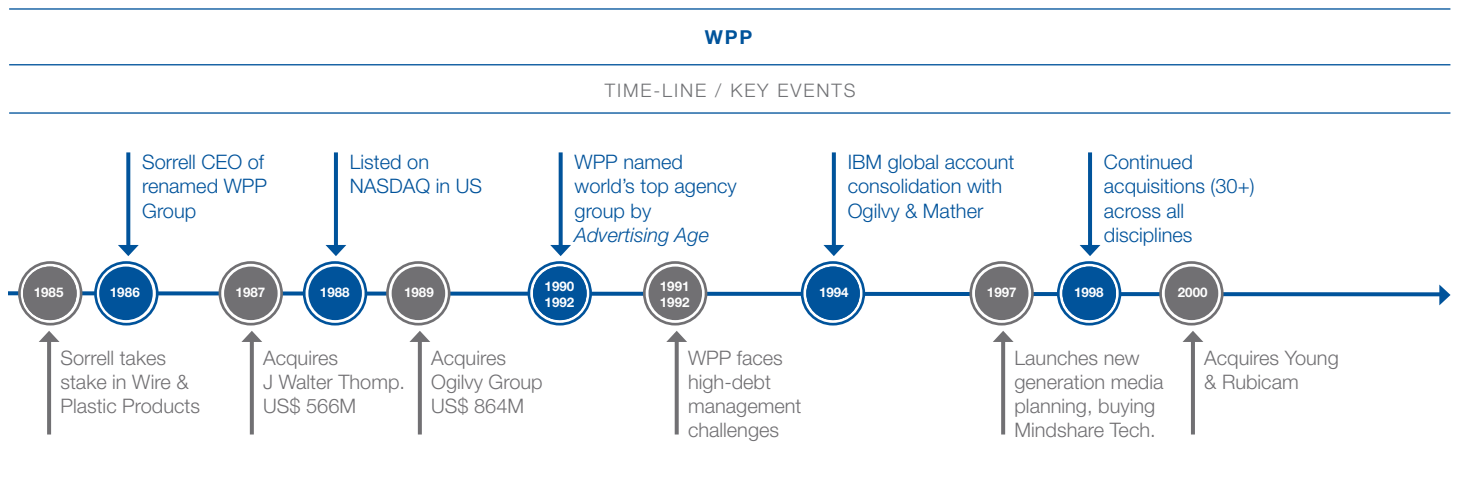 WPP
TIME-LINE / KEY EVENTS
Sorrell CEO of
renamed WPP
Group
Listed on
NASDAQ in US
WPP named
world's top agency
group by
Advertising Age
IBM global account
consolidation with
Ogilvy & Mather
Continued
acquisitions (30+)
across all
disciplines
1985
1986
1987
1988
1989
1990
1992
1991
1992
1994
1997
1998
2000
Sorrell takes
stake in Wire &
Plastic Products
Acquires
J Walter Thomp.
US$ 566M
Acquires
Ogilvy Group
US$ 864M
WPP faces
high-debt
management
challenges
Launches new
generation media
planning, buying
Mindshare Tech.
Acquires Young
& Rubicam